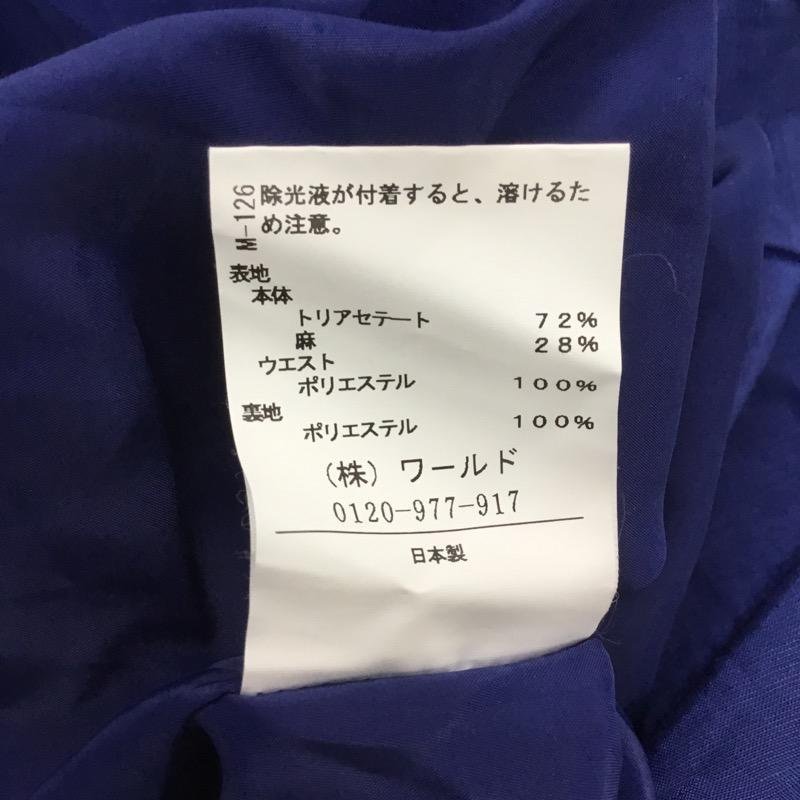 M-126
除光液が付着すると、溶けるた
め注意。
表地
本体
トリアセテート 72%
麻 28%
ウエスト
ポリエステル 100%
裏地
ポリエステル 100%
(株) ワールド
0120-977-917
日本製